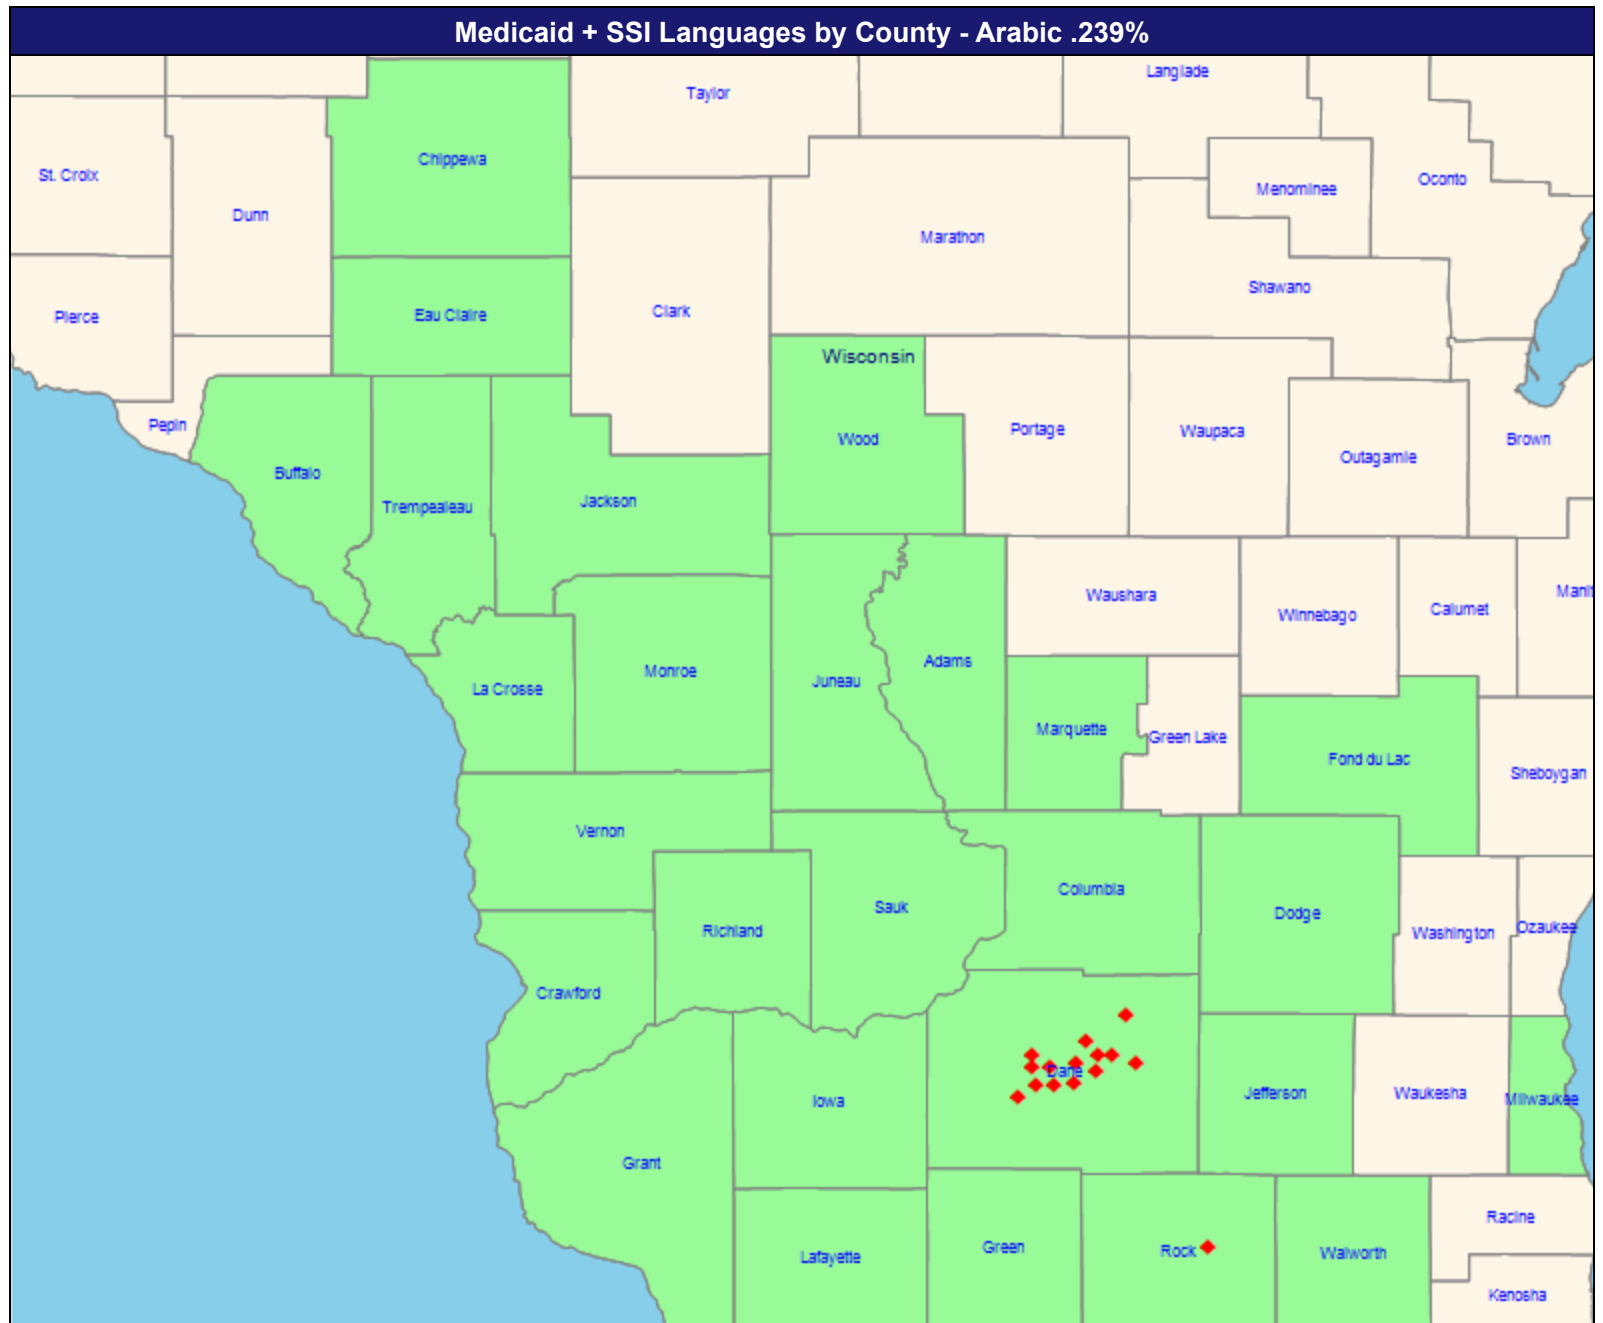 Medicaid + SSI Languages by County - Arabic .239%
Langlade
Taylor
Chippewa
St. Croix
Oconto
Menominee
Dunn
Marathon
Shawano
Clark
Eau Claire
Pierce
Wisconsin
Pepin
Portage
Waupaca
Wood
Brown
Outagamie
Buffalo
Jackson
Trempealeau
Manit
Waushara
Calumet
Winnebago
Adams
Monroe
Juneau
La Crosse
Marquette
Green Lake
Fond du Lac
Sheboygan
Vernon
Columbia
Sauk
Dodge
Ozaukee
Richland
Washington
Crawford
Dane
Jefferson
Waukesha
Milwaukee
Iowa
Grant
Racine
Green
Rock
Walworth
Lafayette
Kenosha